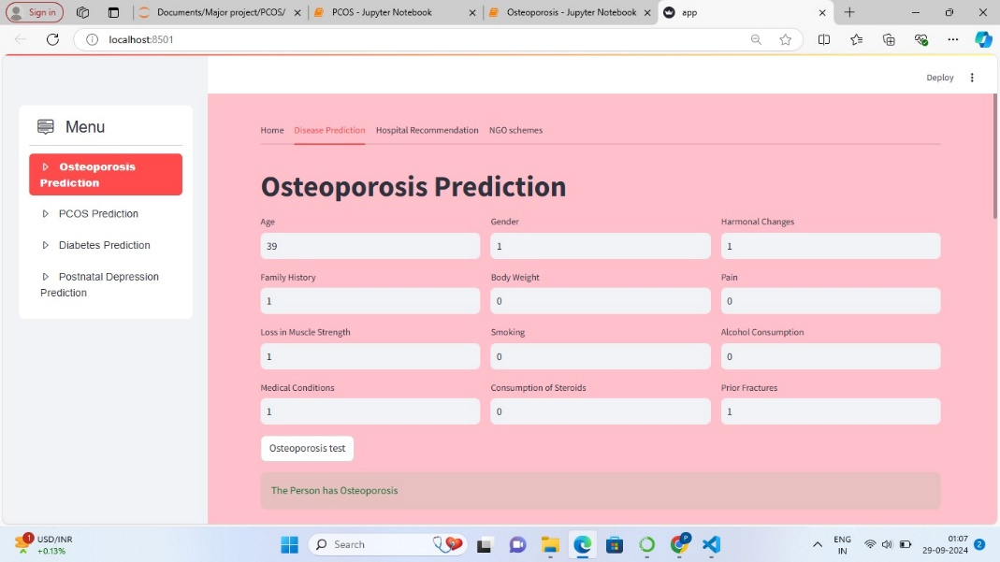 Sign in
Documents/Major project/PCOS/
PCOS - Jupyter Notebook
Osteoporosis - Jupyter Notebook
app
localhost:8501
Deploy
Menu
Osteoporosis
Prediction
PCOS Prediction
Diabetes Prediction
Postnatal Depression
Prediction
Home Disease Prediction Hospital Recommendation NGO schemes
Osteoporosis Prediction
Age Gender Harmonal Changes
39 1 1
Family History Body Weight Pain
1 0 0
Loss in Muscle Strength Smoking Alcohol Consumption
1 0 0
Medical Conditions Consumption of Steroids Prior Fractures
1 0 1
Osteoporosis test
The Person has Osteoporosis
1 USD/INR
+0.13%
Search
P
ENG
IN
01:07
29-09-2024
2